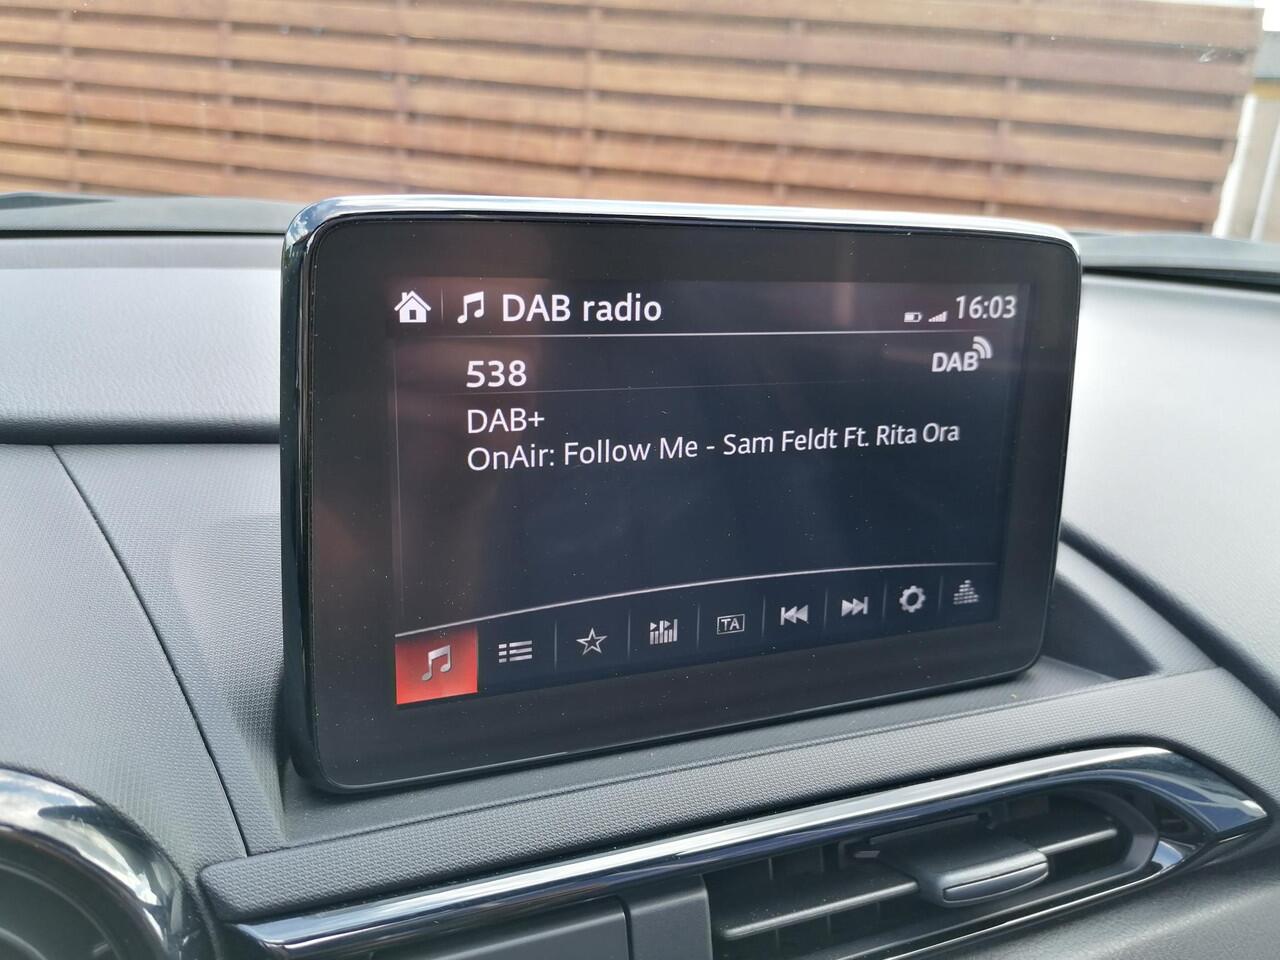 DAB radio
16:03
538
DAB
DAB+
OnAir: Follow Me - Sam Feldt Ft. Rita Ora
TA